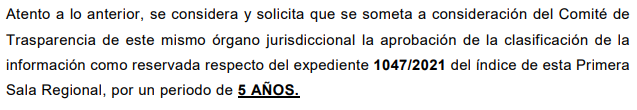 Atento a lo anterior, se considera y solicita que se someta a consideración del Comité de
Trasparencia de este mismo órgano jurisdiccional la aprobación de la clasificación de la
información como reservada respecto del expediente 1047/2021 del índice de esta Primera
Sala Regional, por un periodo de 5 AÑOS.